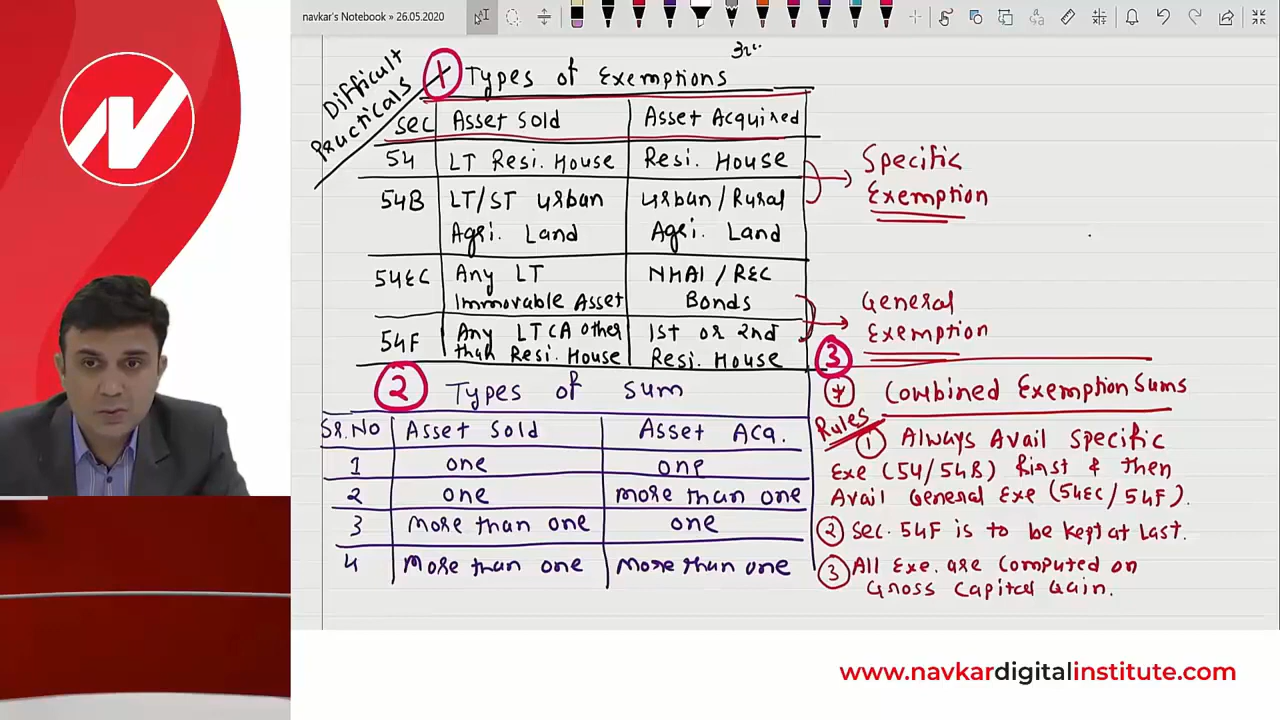 navkar's Notebook » 26.05.2020
Difficult
Practicals
1 Types of Exemptions
Sec Asset Sold Asset Acquired
54 LT Resi. House Resi. House
54B LT/ST urban urban / Rural
Agri. Land Agri. Land
54EC Any LT NHAI / REC
Immovable Asset Bonds
54F Any LTCA other 1st or 2nd
than Resi. House Resi. House
Specific
Exemption
General
Exemption
2 Types of Sum
Sr.No Asset Sold Asset Acq.
1 one one
2 one more than one
3 more than one one
4 More than one more than one
3
* Combined Exemption Sums
Rules
1 Always Avail Specific
Exe (54/54B) first & then
Avail General Exe (54EC/54F).
2 Sec. 54F is to be kept at last.
3 All Exe. are computed on
Gross Capital Gain.
www.navkardigitalinstitute.com